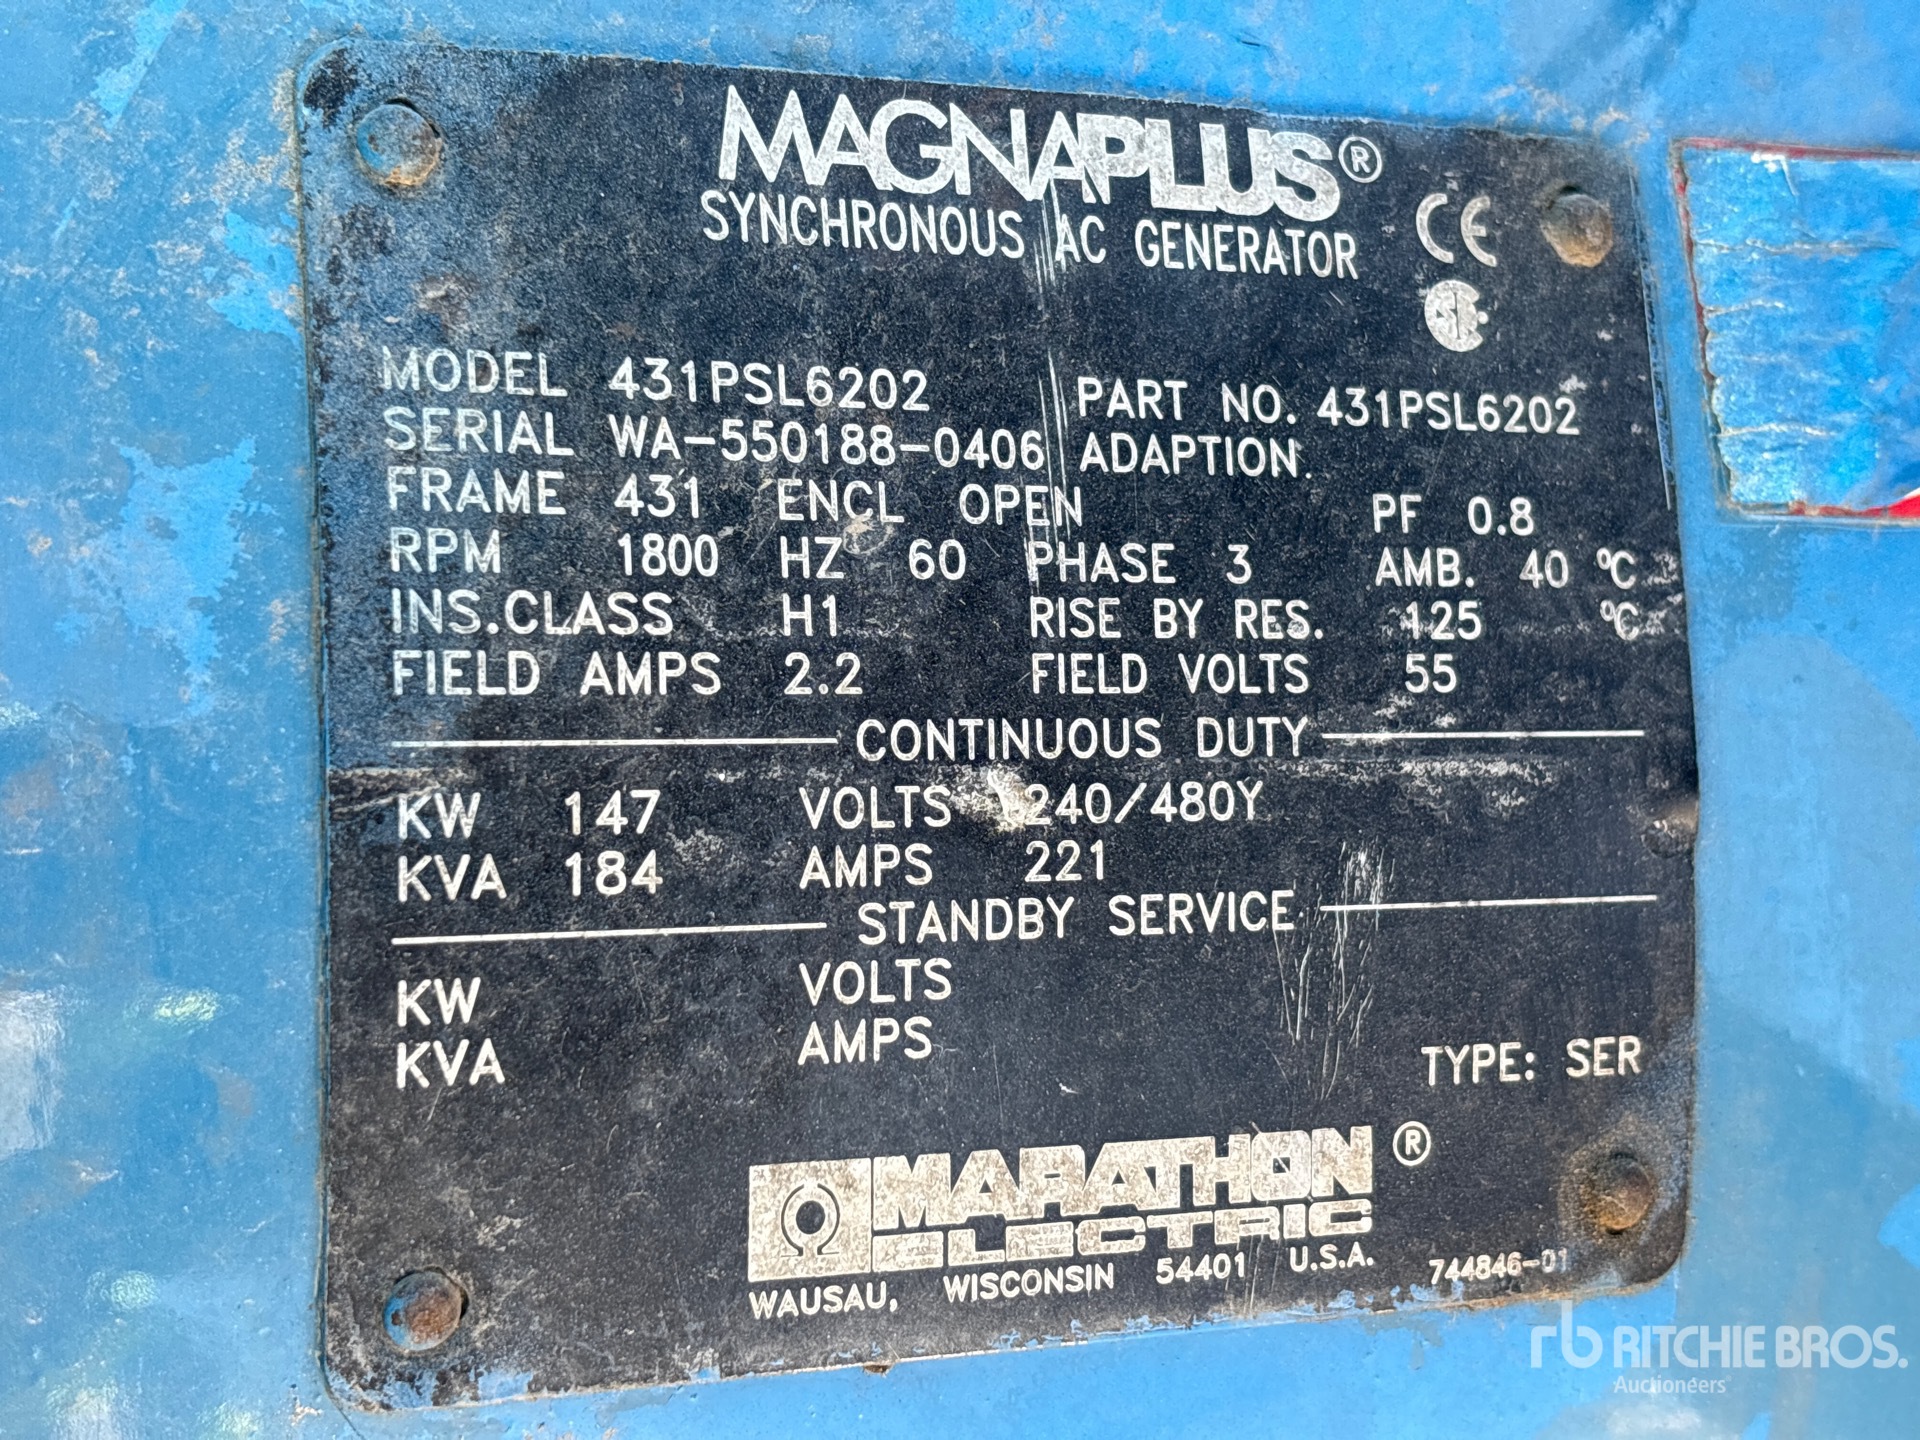 MAGNAPLUS®
SYNCHRONOUS AC GENERATOR CE
MODEL 431PSL6202 PART NO. 431PSL6202
SERIAL WA-550188-0406 ADAPTION
FRAME 431 ENCL OPEN PF 0.8
RPM 1800 HZ 60 PHASE 3 AMB. 40 °C
INS.CLASS H1 RISE BY RES. 125 °C
FIELD AMPS 2.2 FIELD VOLTS 55
CONTINUOUS DUTY
KW 147 VOLTS 240/480Y
KVA 184 AMPS 221
STANDBY SERVICE
KW VOLTS
KVA AMPS
TYPE: SER
MARATHON®
ELECTRIC
WAUSAU, WISCONSIN 54401 U.S.A. 744846-01
rb RITCHIE BROS.
Auctioneers